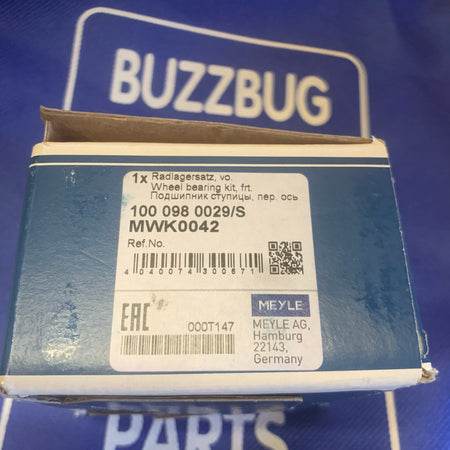 BUZZBUG
1x Radlagersatz, vo.
Wheel bearing kit, frt.
Подшипник ступицы, пер. ось
100 098 0029/S
MWK0042
Ref.No.
4 040074 300671
EAC
000T147
MEYLE
MEYLE AG,
Hamburg
22143,
Germany
PARTS